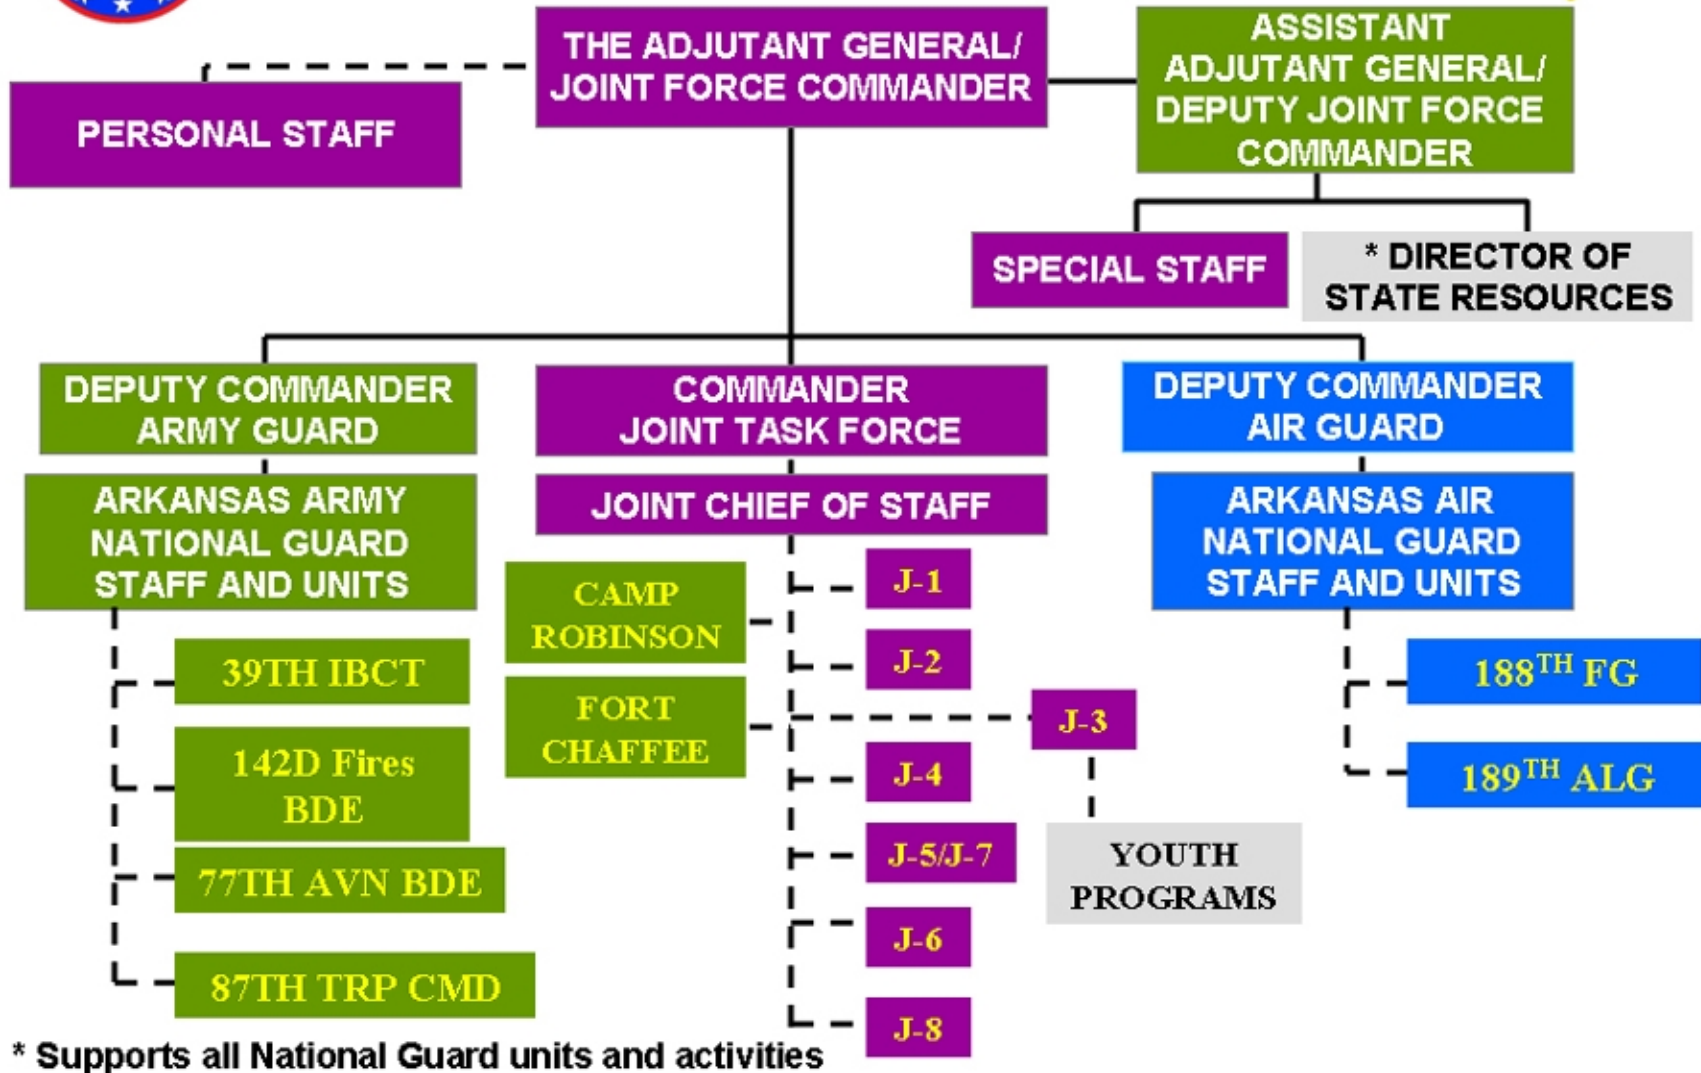 THE ADJUTANT GENERAL/
JOINT FORCE COMMANDER
ASSISTANT
ADJUTANT GENERAL/
DEPUTY JOINT FORCE
COMMANDER
PERSONAL STAFF
SPECIAL STAFF
* DIRECTOR OF
STATE RESOURCES
DEPUTY COMMANDER
ARMY GUARD
COMMANDER
JOINT TASK FORCE
DEPUTY COMMANDER
AIR GUARD
ARKANSAS ARMY
NATIONAL GUARD
STAFF AND UNITS
JOINT CHIEF OF STAFF
ARKANSAS AIR
NATIONAL GUARD
STAFF AND UNITS
39TH IBCT
142D Fires
BDE
77TH AVN BDE
87TH TRP CMD
CAMP
ROBINSON
FORT
CHAFFEE
J-1
J-2
J-3
J-4
J-5/J-7
J-6
J-8
YOUTH
PROGRAMS
188TH FG
189TH ALG
* Supports all National Guard units and activities